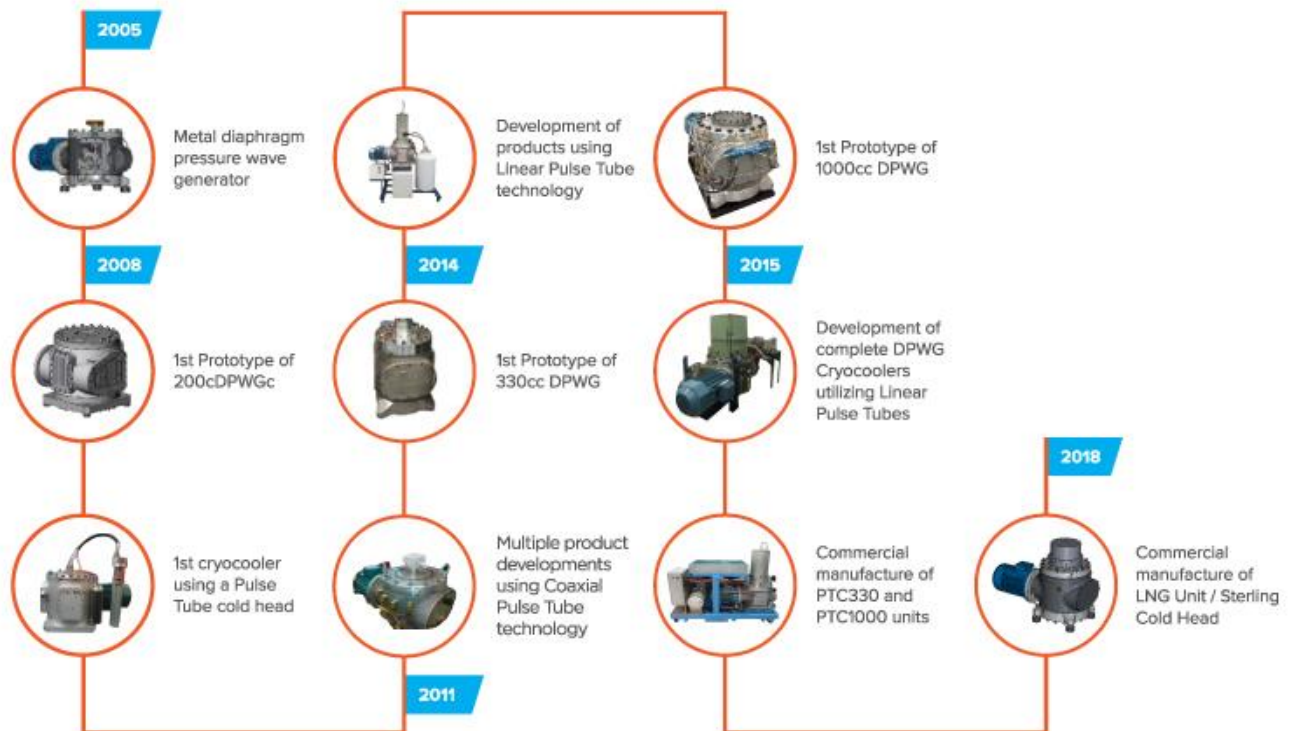 2005
Metal diaphragm
pressure wave
generator
2008
1st Prototype of
200cDPWGc
1st cryocooler
using a Pulse
Tube cold head
2011
Multiple product
developments
using Coaxial
Pulse Tube
technology
1st Prototype of
330cc DPWG
2014
Development of
products using
Linear Pulse Tube
technology
1st Prototype of
1000cc DPWG
2015
Development of
complete DPWG
Cryocoolers
utilizing Linear
Pulse Tubes
Commercial
manufacture of
PTC330 and
PTC1000 units
2018
Commercial
manufacture of
LNG Unit / Sterling
Cold Head